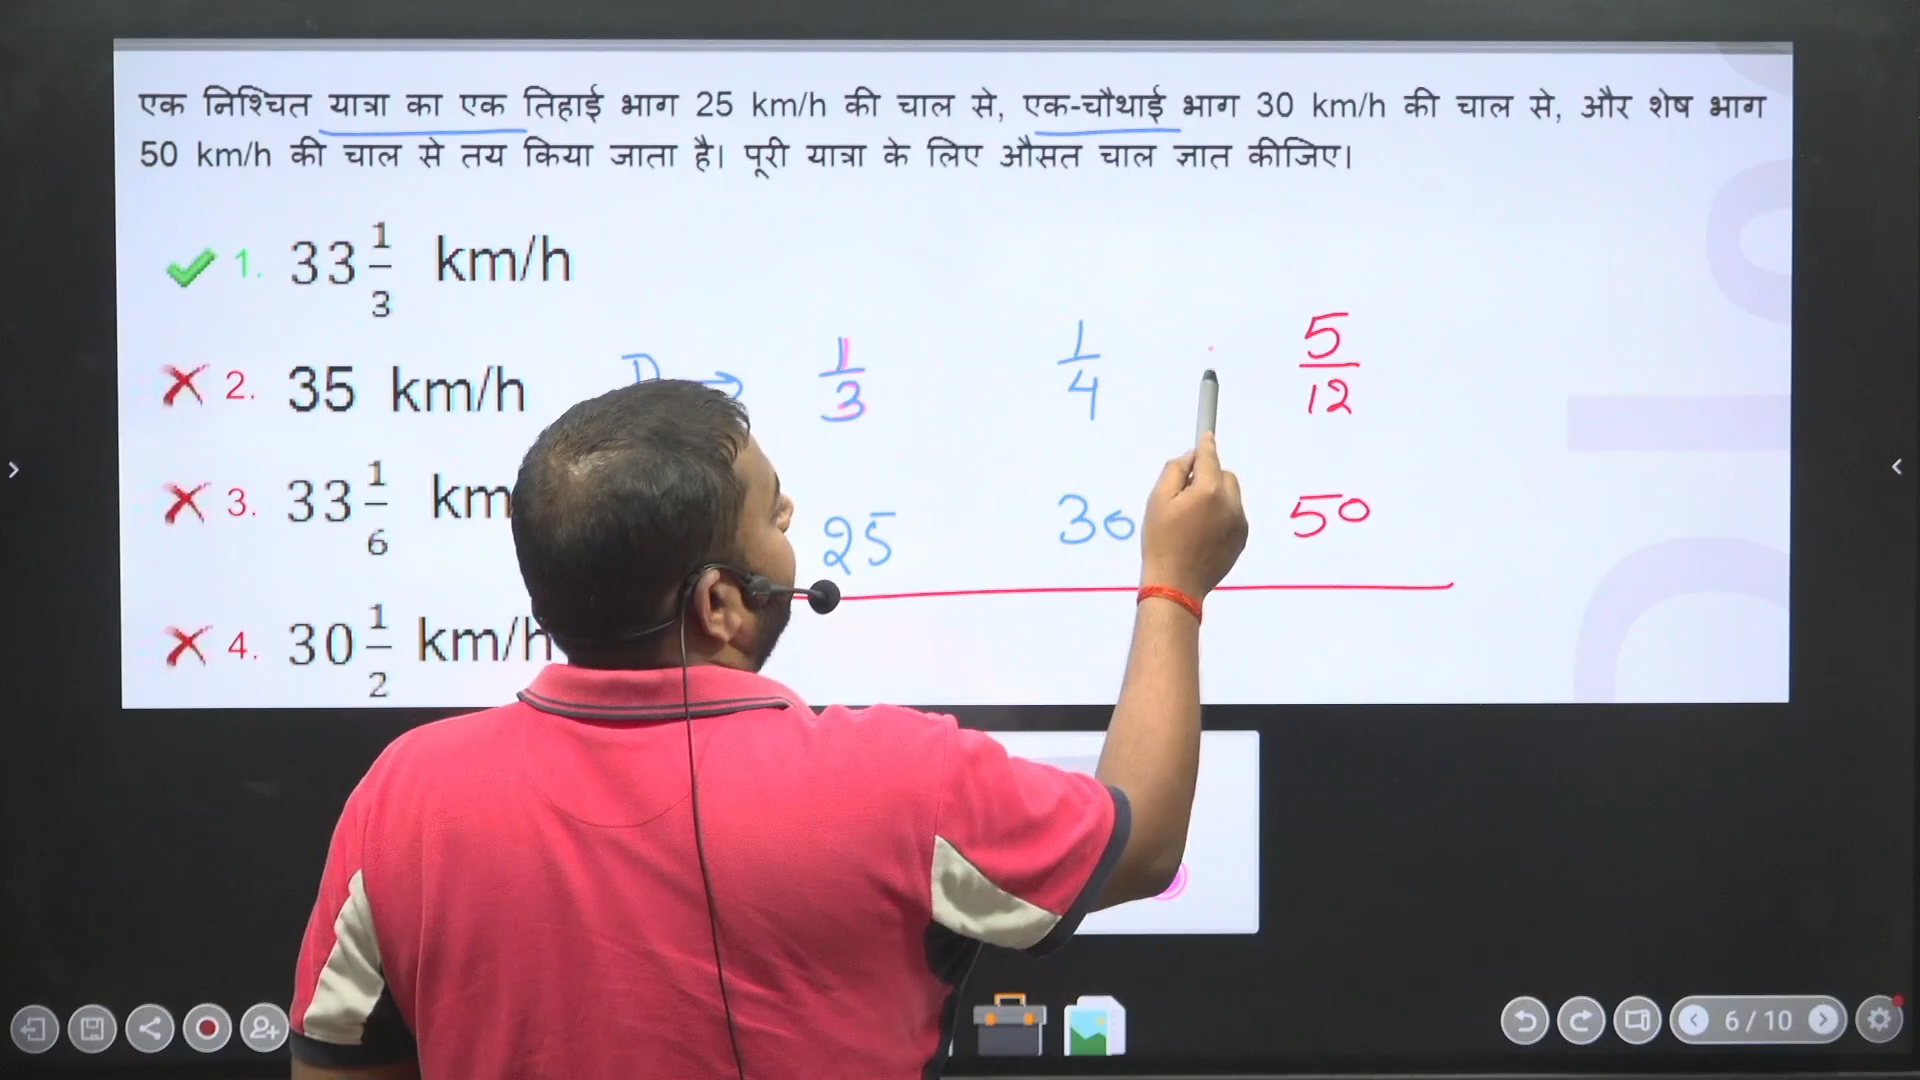 एक निश्चित यात्रा का एक तिहाई भाग 25 km/h की चाल से, एक-चौथाई भाग 30 km/h की चाल से, और शेष भाग
50 km/h की चाल से तय किया जाता है। पूरी यात्रा के लिए औसत चाल ज्ञात कीजिए।
1. 33 1/3 km/h
2. 35 km/h
3. 33 1/6 km
4. 30 1/2 km/h
D → 1/3 1/4 5/12
25 30 50
6 / 10